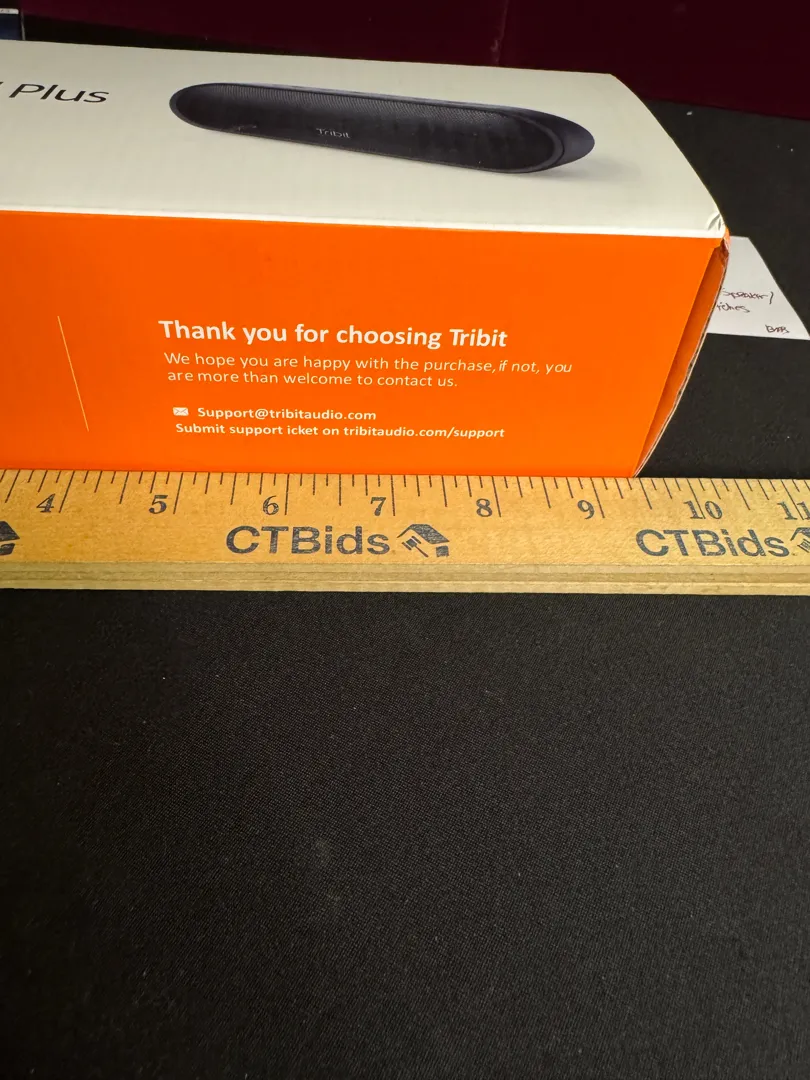 Plus
Tribit
Thank you for choosing Tribit
We hope you are happy with the purchase, if not, you
are more than welcome to contact us.
Support@tribitaudio.com
Submit support icket on tribitaudio.com/support
4 5 6 7 8 9 10 11
CTBids CTBids